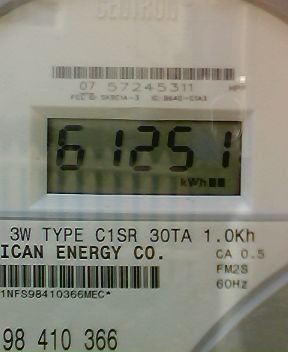 CENTRON
07 57245311
61251
kWh
3W TYPE C1SR 30TA 1.0Kh
ICAN ENERGY CO.
CA 0.5
FM2S
60Hz
1NFS98410366MEC*
98 410 366